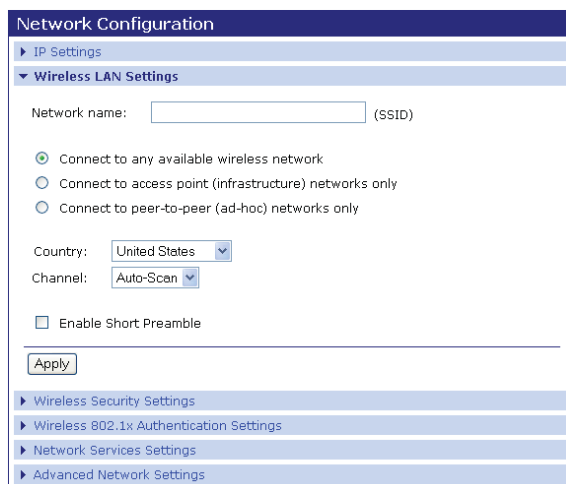 Network Configuration
IP Settings
Wireless LAN Settings
Network name: (SSID)
Connect to any available wireless network
Connect to access point (infrastructure) networks only
Connect to peer-to-peer (ad-hoc) networks only
Country: United States
Channel: Auto-Scan
Enable Short Preamble
Apply
Wireless Security Settings
Wireless 802.1x Authentication Settings
Network Services Settings
Advanced Network Settings